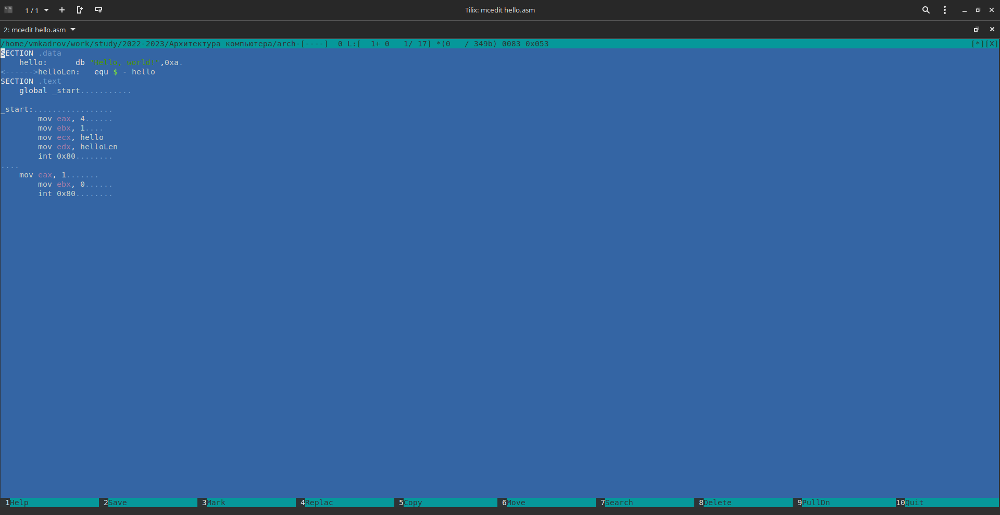 1 / 1
Tilix: mcedit hello.asm
2: mcedit hello.asm
/home/vmkadrov/work/study/2022-2023/Архитектура компьютера/arch-[----]  0 L:[  1+ 0   1/ 17] *(0   / 349b) 0083 0x053 [*][X]
SECTION .data
    hello:      db "Hello, world!",0xa.
<------>helloLen:   equ $ - hello
SECTION .text
    global _start...........
_start:.................
        mov eax, 4......
        mov ebx, 1....
        mov ecx, hello
        mov edx, helloLen
        int 0x80........
....
    mov eax, 1.......
        mov ebx, 0......
        int 0x80........
1Help 2Save 3Mark 4Replac 5Copy 6Move 7Search 8Delete 9PullDn 10Quit